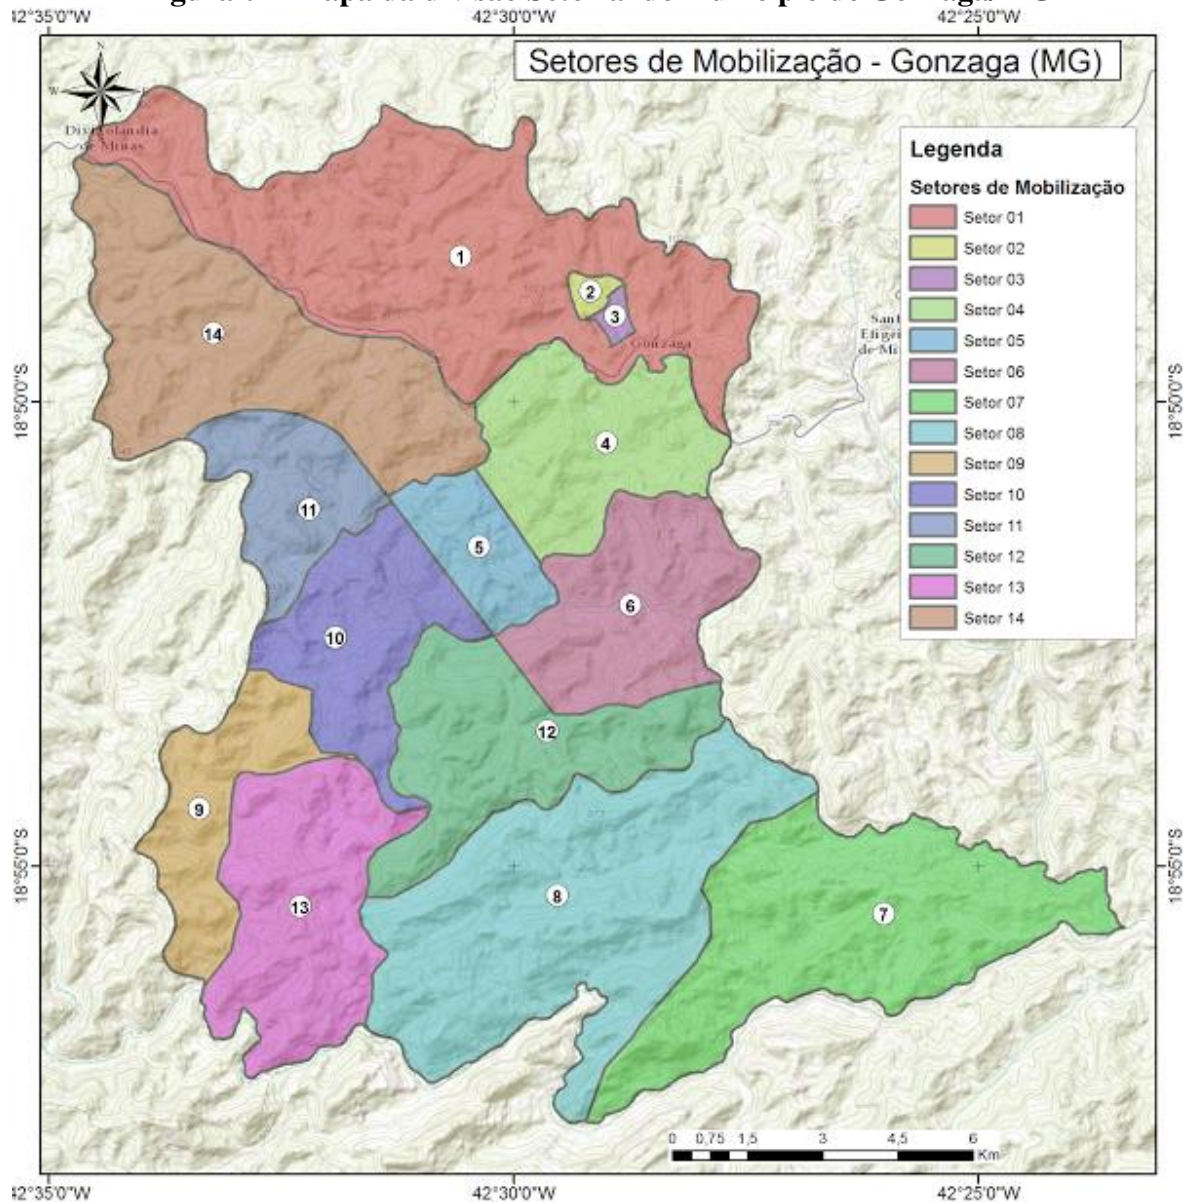 42°30'0"W
42°25'0"W
Setores de Mobilização - Gonzaga (MG)
N
W
Divinolandia
de Minas
Legenda
Setores de Mobilização
Setor 01
Setor 02
Setor 03
Setor 04
Setor 05
Setor 06
Setor 07
Setor 08
Setor 09
Setor 10
Setor 11
Setor 12
Setor 13
Setor 14
1
2
3
Gonzaga
14
18°50'0"S
18°50'0"S
4
11
5
6
10
12
9
18°55'0"S
18°55'0"S
8
13
7
0 0,75 1,5 3 4,5 6
Km
2°35'0"W
42°30'0"W
42°25'0"W